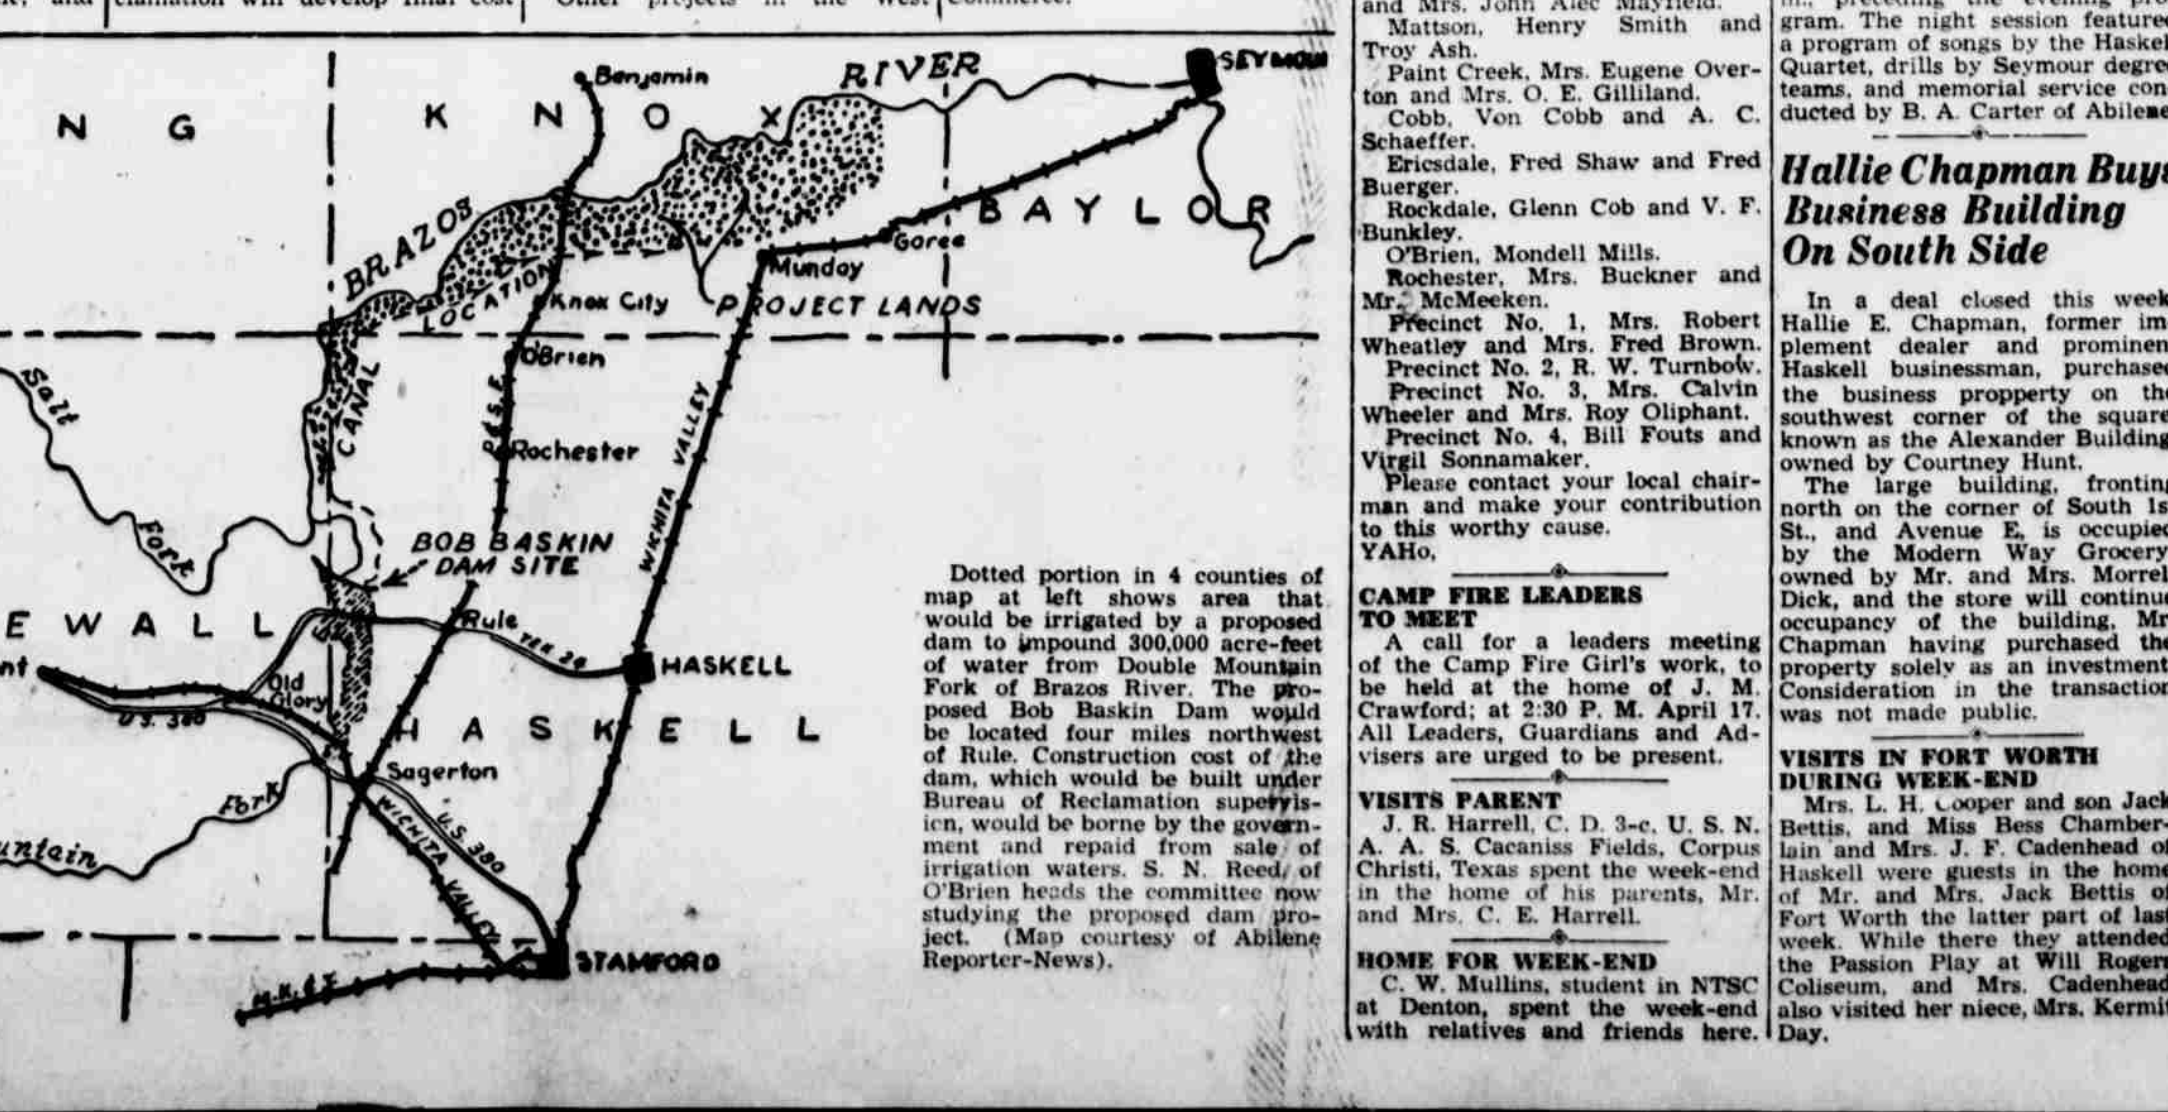 Other projects in the West
Commerce.
N G
K N O X
Benjamin
RIVER
SEYMOUR
BRAZOS
BAYLOR
Goree
Munday
LOCATION
Knox City
PROJECT LANDS
O'Brien
CANAL
Salt
Fork
Rochester
WICHITA VALLEY
BOB BASKIN
DAM SITE
EWALL
Rule
TEX 24
HASKELL
nt
Old
Glory
U.S. 380
HASKELL
Sagerton
Fork
untain
WICHITA VALLEY
U.S. 380
STAMFORD
M.K. & T.
Dotted portion in 4 counties of
map at left shows area that
would be irrigated by a proposed
dam to impound 300,000 acre-feet
of water from Double Mountain
Fork of Brazos River. The pro-
posed Bob Baskin Dam would
be located four miles northwest
of Rule. Construction cost of the
dam, which would be built under
Bureau of Reclamation supervis-
icn, would be borne by the govern-
ment and repaid from sale of
irrigation waters. S. N. Reed, of
O'Brien heads the committee now
studying the proposed dam pro-
ject. (Map courtesy of Abilene
Reporter-News).
and Mrs. John Alec Mayfield.
Mattson, Henry Smith and
Troy Ash.
Paint Creek, Mrs. Eugene Over-
ton and Mrs. O. E. Gilliland.
Cobb, Von Cobb and A. C.
Schaeffer.
Ericsdale, Fred Shaw and Fred
Buerger.
Rockdale, Glenn Cob and V. F.
Bunkley.
O'Brien, Mondell Mills.
Rochester, Mrs. Buckner and
Mr. McMeeken.
Precinct No. 1, Mrs. Robert
Wheatley and Mrs. Fred Brown.
Precinct No. 2, R. W. Turnbow.
Precinct No. 3, Mrs. Calvin
Wheeler and Mrs. Roy Oliphant.
Precinct No. 4, Bill Fouts and
Virgil Sonnamaker.
Please contact your local chair-
man and make your contribution
to this worthy cause.
YAHo,
CAMP FIRE LEADERS
TO MEET
A call for a leaders meeting
of the Camp Fire Girl's work, to
be held at the home of J. M.
Crawford; at 2:30 P. M. April 17.
All Leaders, Guardians and Ad-
visers are urged to be present.
VISITS PARENT
J. R. Harrell, C. D. 3-c, U. S. N.
A. A. S. Cacaniss Fields, Corpus
Christi, Texas spent the week-end
in the home of his parents, Mr.
and Mrs. C. E. Harrell.
HOME FOR WEEK-END
C. W. Mullins, student in NTSC
at Denton, spent the week-end
with relatives and friends here.
gram. The night session feature
a program of songs by the Haskel
Quartet, drills by Seymour degre
teams, and memorial service con
ducted by B. A. Carter of Abilene
Hallie Chapman Buys
Business Building
On South Side
In a deal closed this week
Hallie E. Chapman, former im
plement dealer and prominen
Haskell businessman, purchase
the business propperty on the
southwest corner of the square
known as the Alexander Building
owned by Courtney Hunt.
The large building, fronting
north on the corner of South 1s
St., and Avenue E, is occupied
by the Modern Way Grocery
owned by Mr. and Mrs. Morrel
Dick, and the store will continue
occupancy of the building, Mr
Chapman having purchased the
property solely as an investment
Consideration in the transaction
was not made public.
VISITS IN FORT WORTH
DURING WEEK-END
Mrs. L. H. Cooper and son Jack
Bettis, and Miss Bess Chamber-
lain and Mrs. J. F. Cadenhead of
Haskell were guests in the home
of Mr. and Mrs. Jack Bettis of
Fort Worth the latter part of last
week. While there they attended
the Passion Play at Will Rogers
Coliseum, and Mrs. Cadenhead
also visited her niece, Mrs. Kermit
Day.